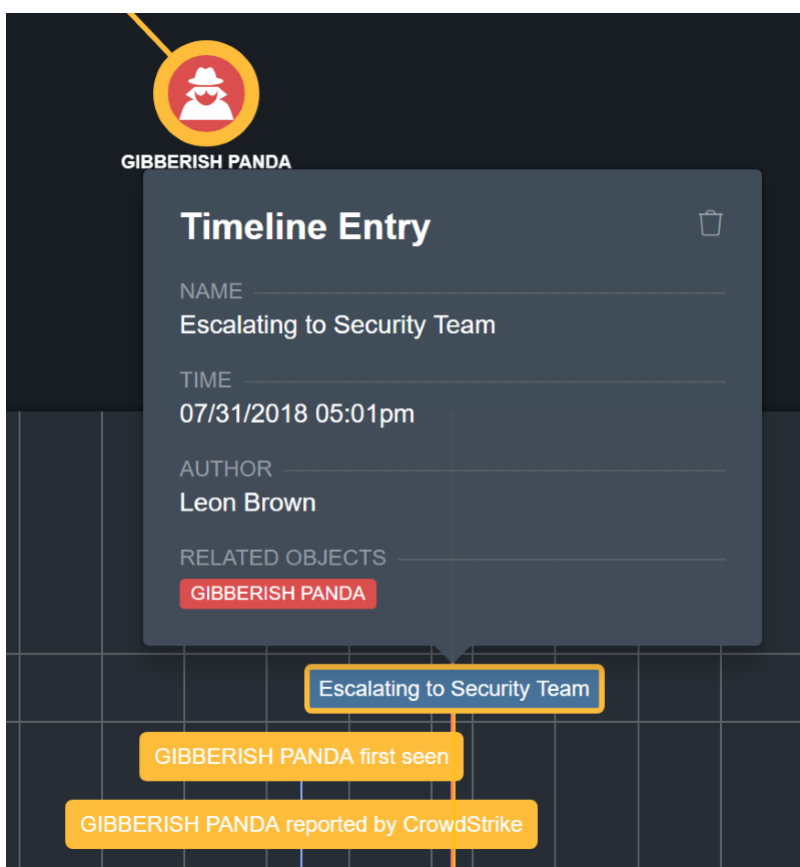 GIBBERISH PANDA
Timeline Entry
NAME
Escalating to Security Team
TIME
07/31/2018 05:01pm
AUTHOR
Leon Brown
RELATED OBJECTS
GIBBERISH PANDA
Escalating to Security Team
GIBBERISH PANDA first seen
GIBBERISH PANDA reported by CrowdStrike